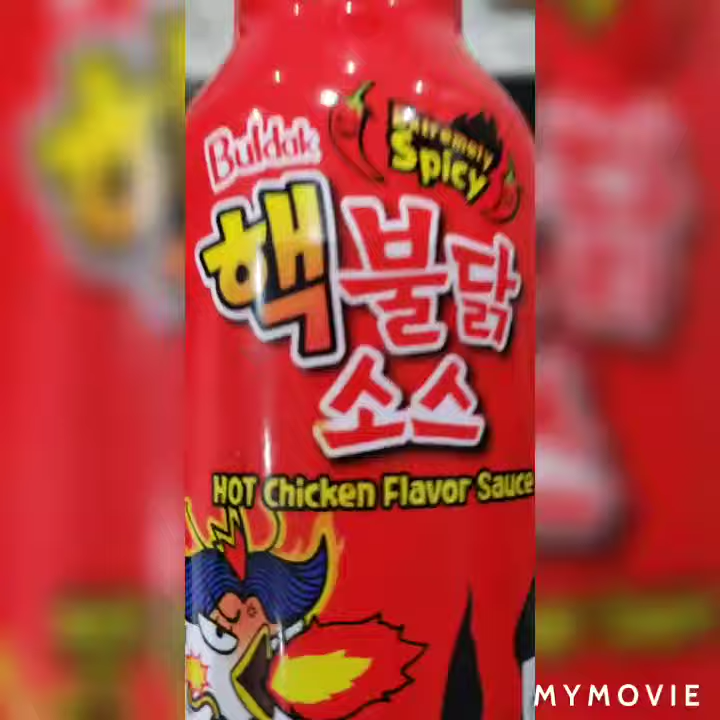 Buldak
Extremely
Spicy
핵불닭
소스
HOT Chicken Flavor Sauce
MYMOVIE